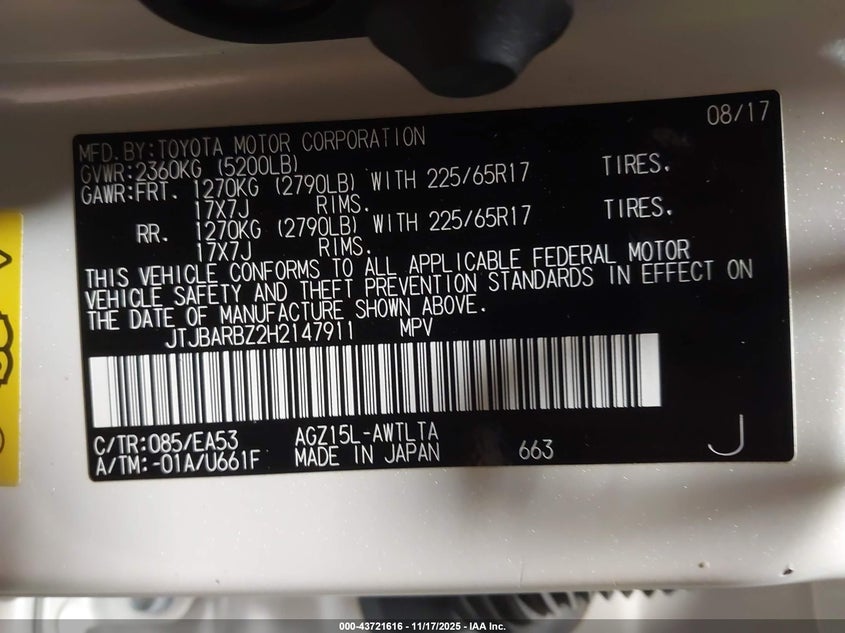 08/17
MFD.BY:TOYOTA MOTOR CORPORATION
GVWR:2360KG (5200LB)
GAWR:FRT. 1270KG (2790LB) WITH 225/65R17 TIRES.
17X7J RIMS.
RR. 1270KG (2790LB) WITH 225/65R17 TIRES.
17X7J RIMS.
THIS VEHICLE CONFORMS TO ALL APPLICABLE FEDERAL MOTOR
VEHICLE SAFETY AND THEFT PREVENTION STANDARDS IN EFFECT ON
THE DATE OF MANUFACTURE SHOWN ABOVE.
JTJBARBZ2H2147911 MPV
C/TR:085/EA53 AGZ15L-AWTLTA
A/TM:-01A/U661F MADE IN JAPAN 663 J
000-43721616 - 11/17/2025 - IAA Inc.